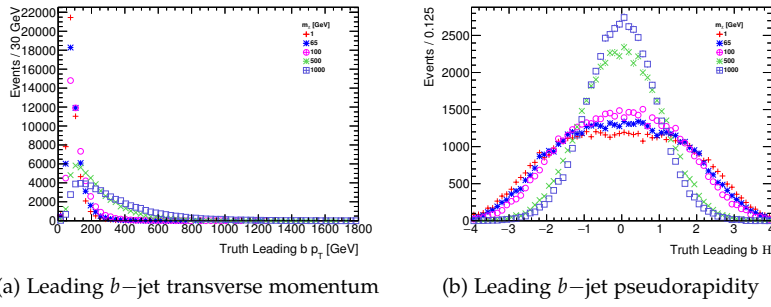 Events / 30 GeV
22000
20000
18000
16000
14000
12000
10000
8000
6000
4000
2000
0
0 200 400 600 800 1000 1200 1400 1600 1800
Truth Leading b p_T [GeV]
[GeV]
1
65
100
500
1000
(a) Leading b−jet transverse momentum
Events / 0.125
2500
2000
1500
1000
500
0
−4 −3 −2 −1 0 1 2 3 4
Truth Leading b H
[GeV]
1
65
100
500
1000
(b) Leading b−jet pseudorapidity